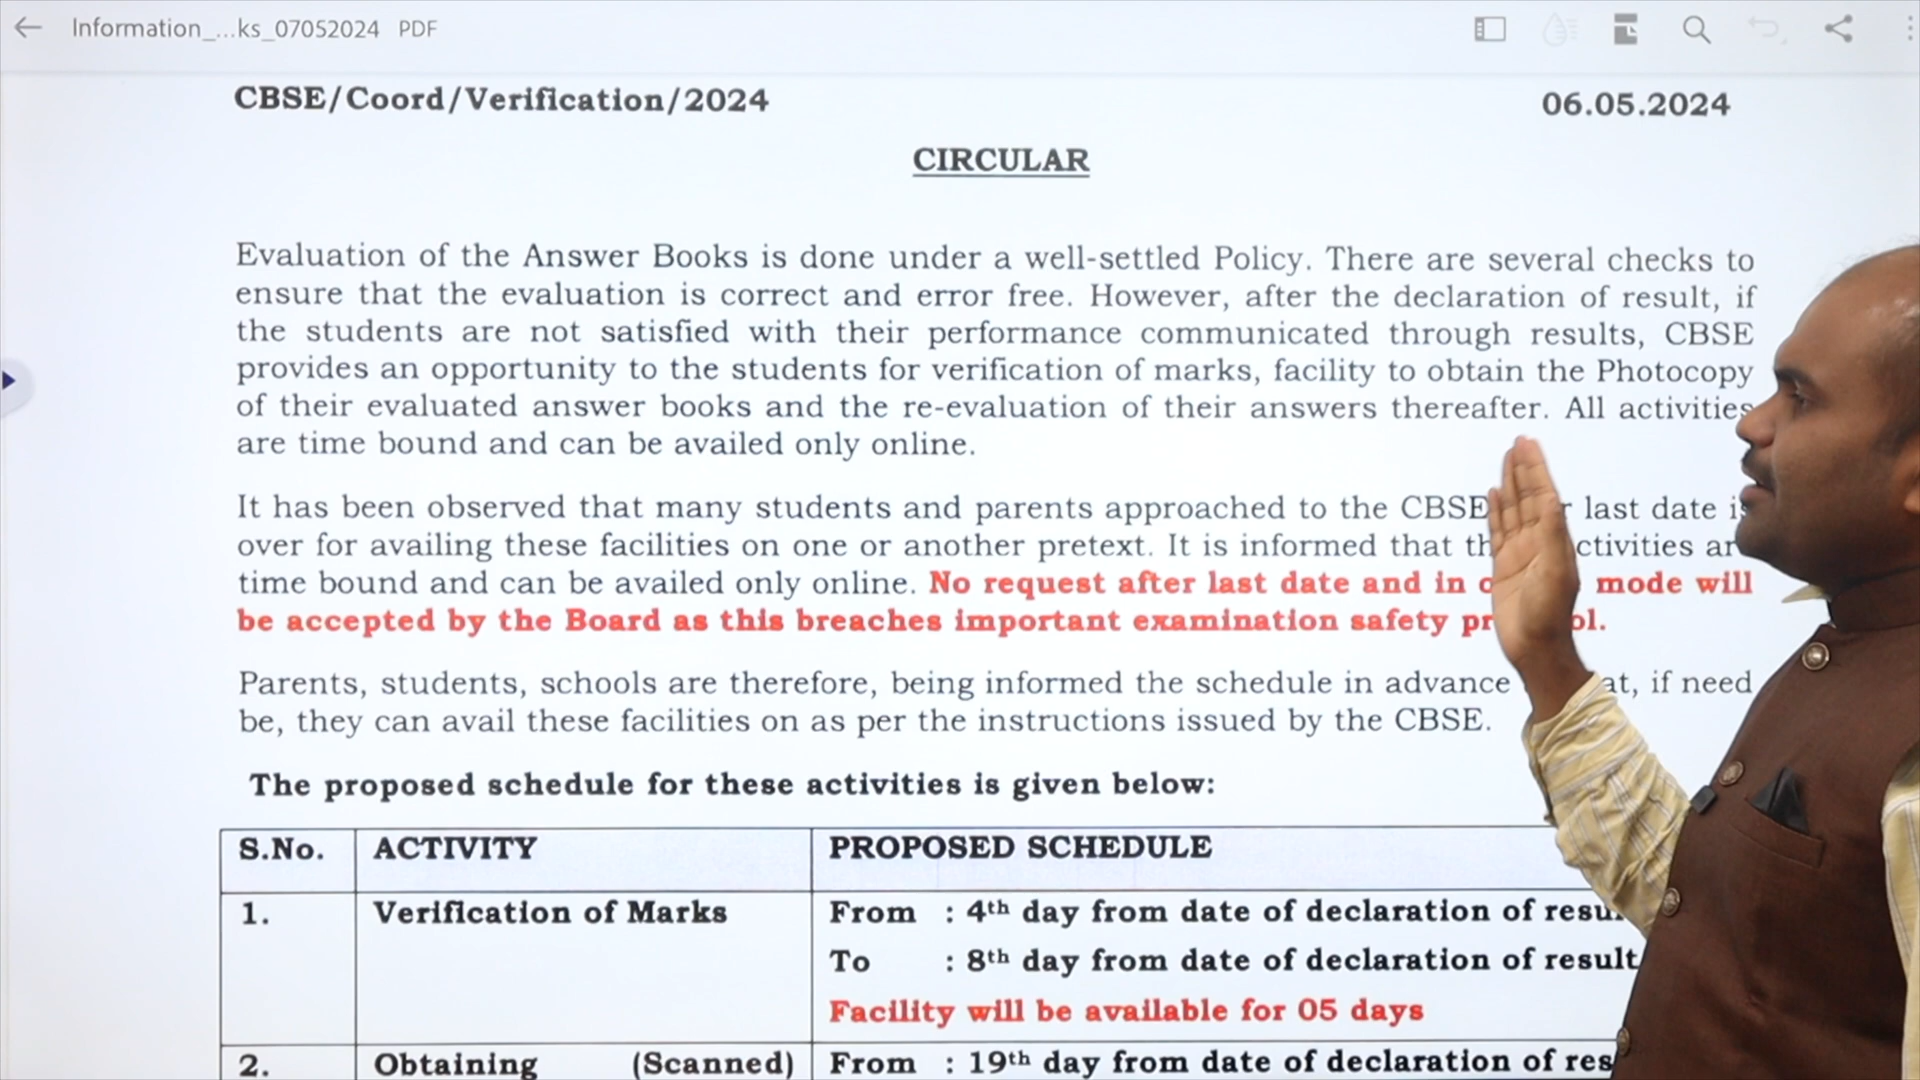 Information_...ks_07052024 PDF
CBSE/Coord/Verification/2024 06.05.2024
CIRCULAR
Evaluation of the Answer Books is done under a well-settled Policy. There are several checks to
ensure that the evaluation is correct and error free. However, after the declaration of result, if
the students are not satisfied with their performance communicated through results, CBSE
provides an opportunity to the students for verification of marks, facility to obtain the Photocopy
of their evaluated answer books and the re-evaluation of their answers thereafter. All activities
are time bound and can be availed only online.
It has been observed that many students and parents approached to the CBSE last date is
over for availing these facilities on one or another pretext. It is informed that
time bound and can be availed only online. No request after last date and in mode will
be accepted by the Board as this breaches important examination safety
Parents, students, schools are therefore, being informed the schedule in advance if need
be, they can avail these facilities on as per the instructions issued by the CBSE.
The proposed schedule for these activities is given below:
S.No. ACTIVITY PROPOSED SCHEDULE
1. Verification of Marks From : 4th day from date of declaration of
To : 8th day from date of declaration of result
Facility will be available for 05 days
2. Obtaining (Scanned) From : 19th day from date of declaration of